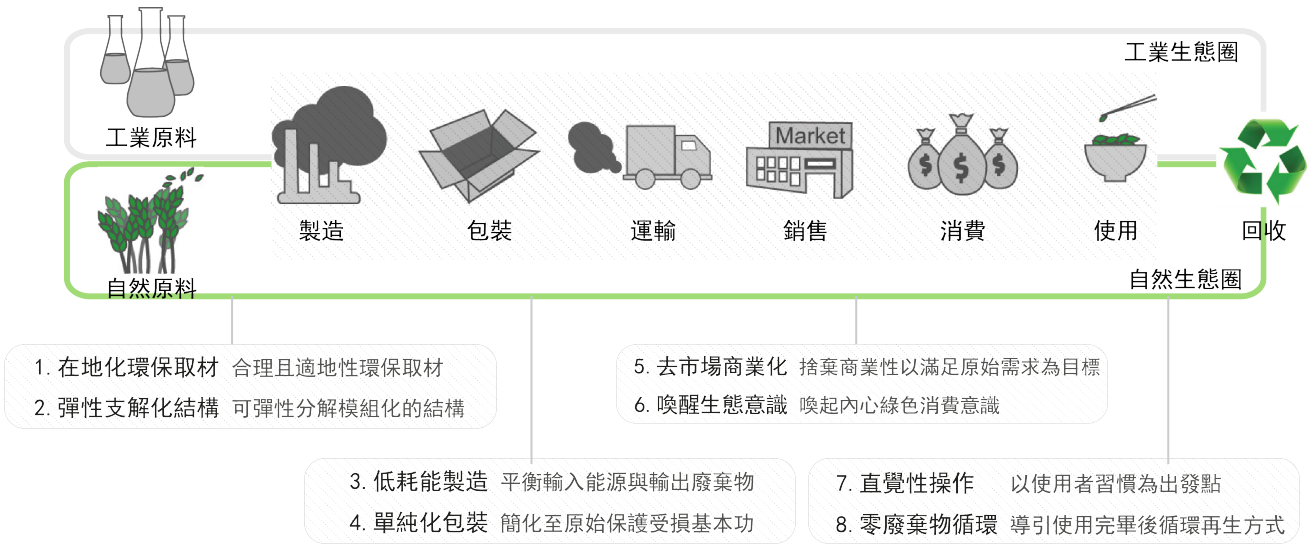 工業生態圈
工業原料
Market
$ $ $
製造 包裝 運輸 銷售 消費 使用 回收
自然原料
自然生態圈
1. 在地化環保取材 合理且適地性環保取材
2. 彈性支解化結構 可彈性分解模組化的結構
5. 去市場商業化 捨棄商業性以滿足原始需求為目標
6. 喚醒生態意識 喚起內心綠色消費意識
3. 低耗能製造 平衡輸入能源與輸出廢棄物
4. 單純化包裝 簡化至原始保護受損基本功
7. 直覺性操作 以使用者習慣為出發點
8. 零廢棄物循環 導引使用完畢後循環再生方式